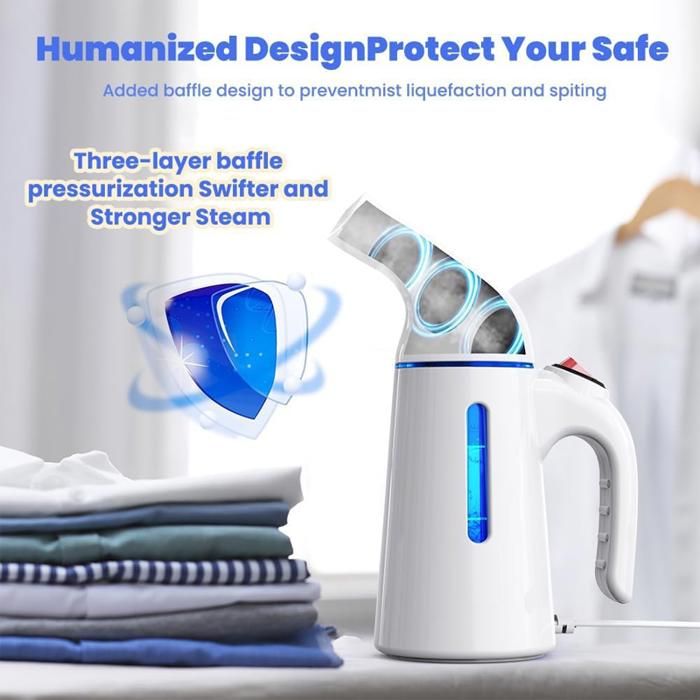 Humanized DesignProtect Your Safe
Added baffle design to preventmist liquefaction and spiting
Three-layer baffle
pressurization Swifter and
Stronger Steam